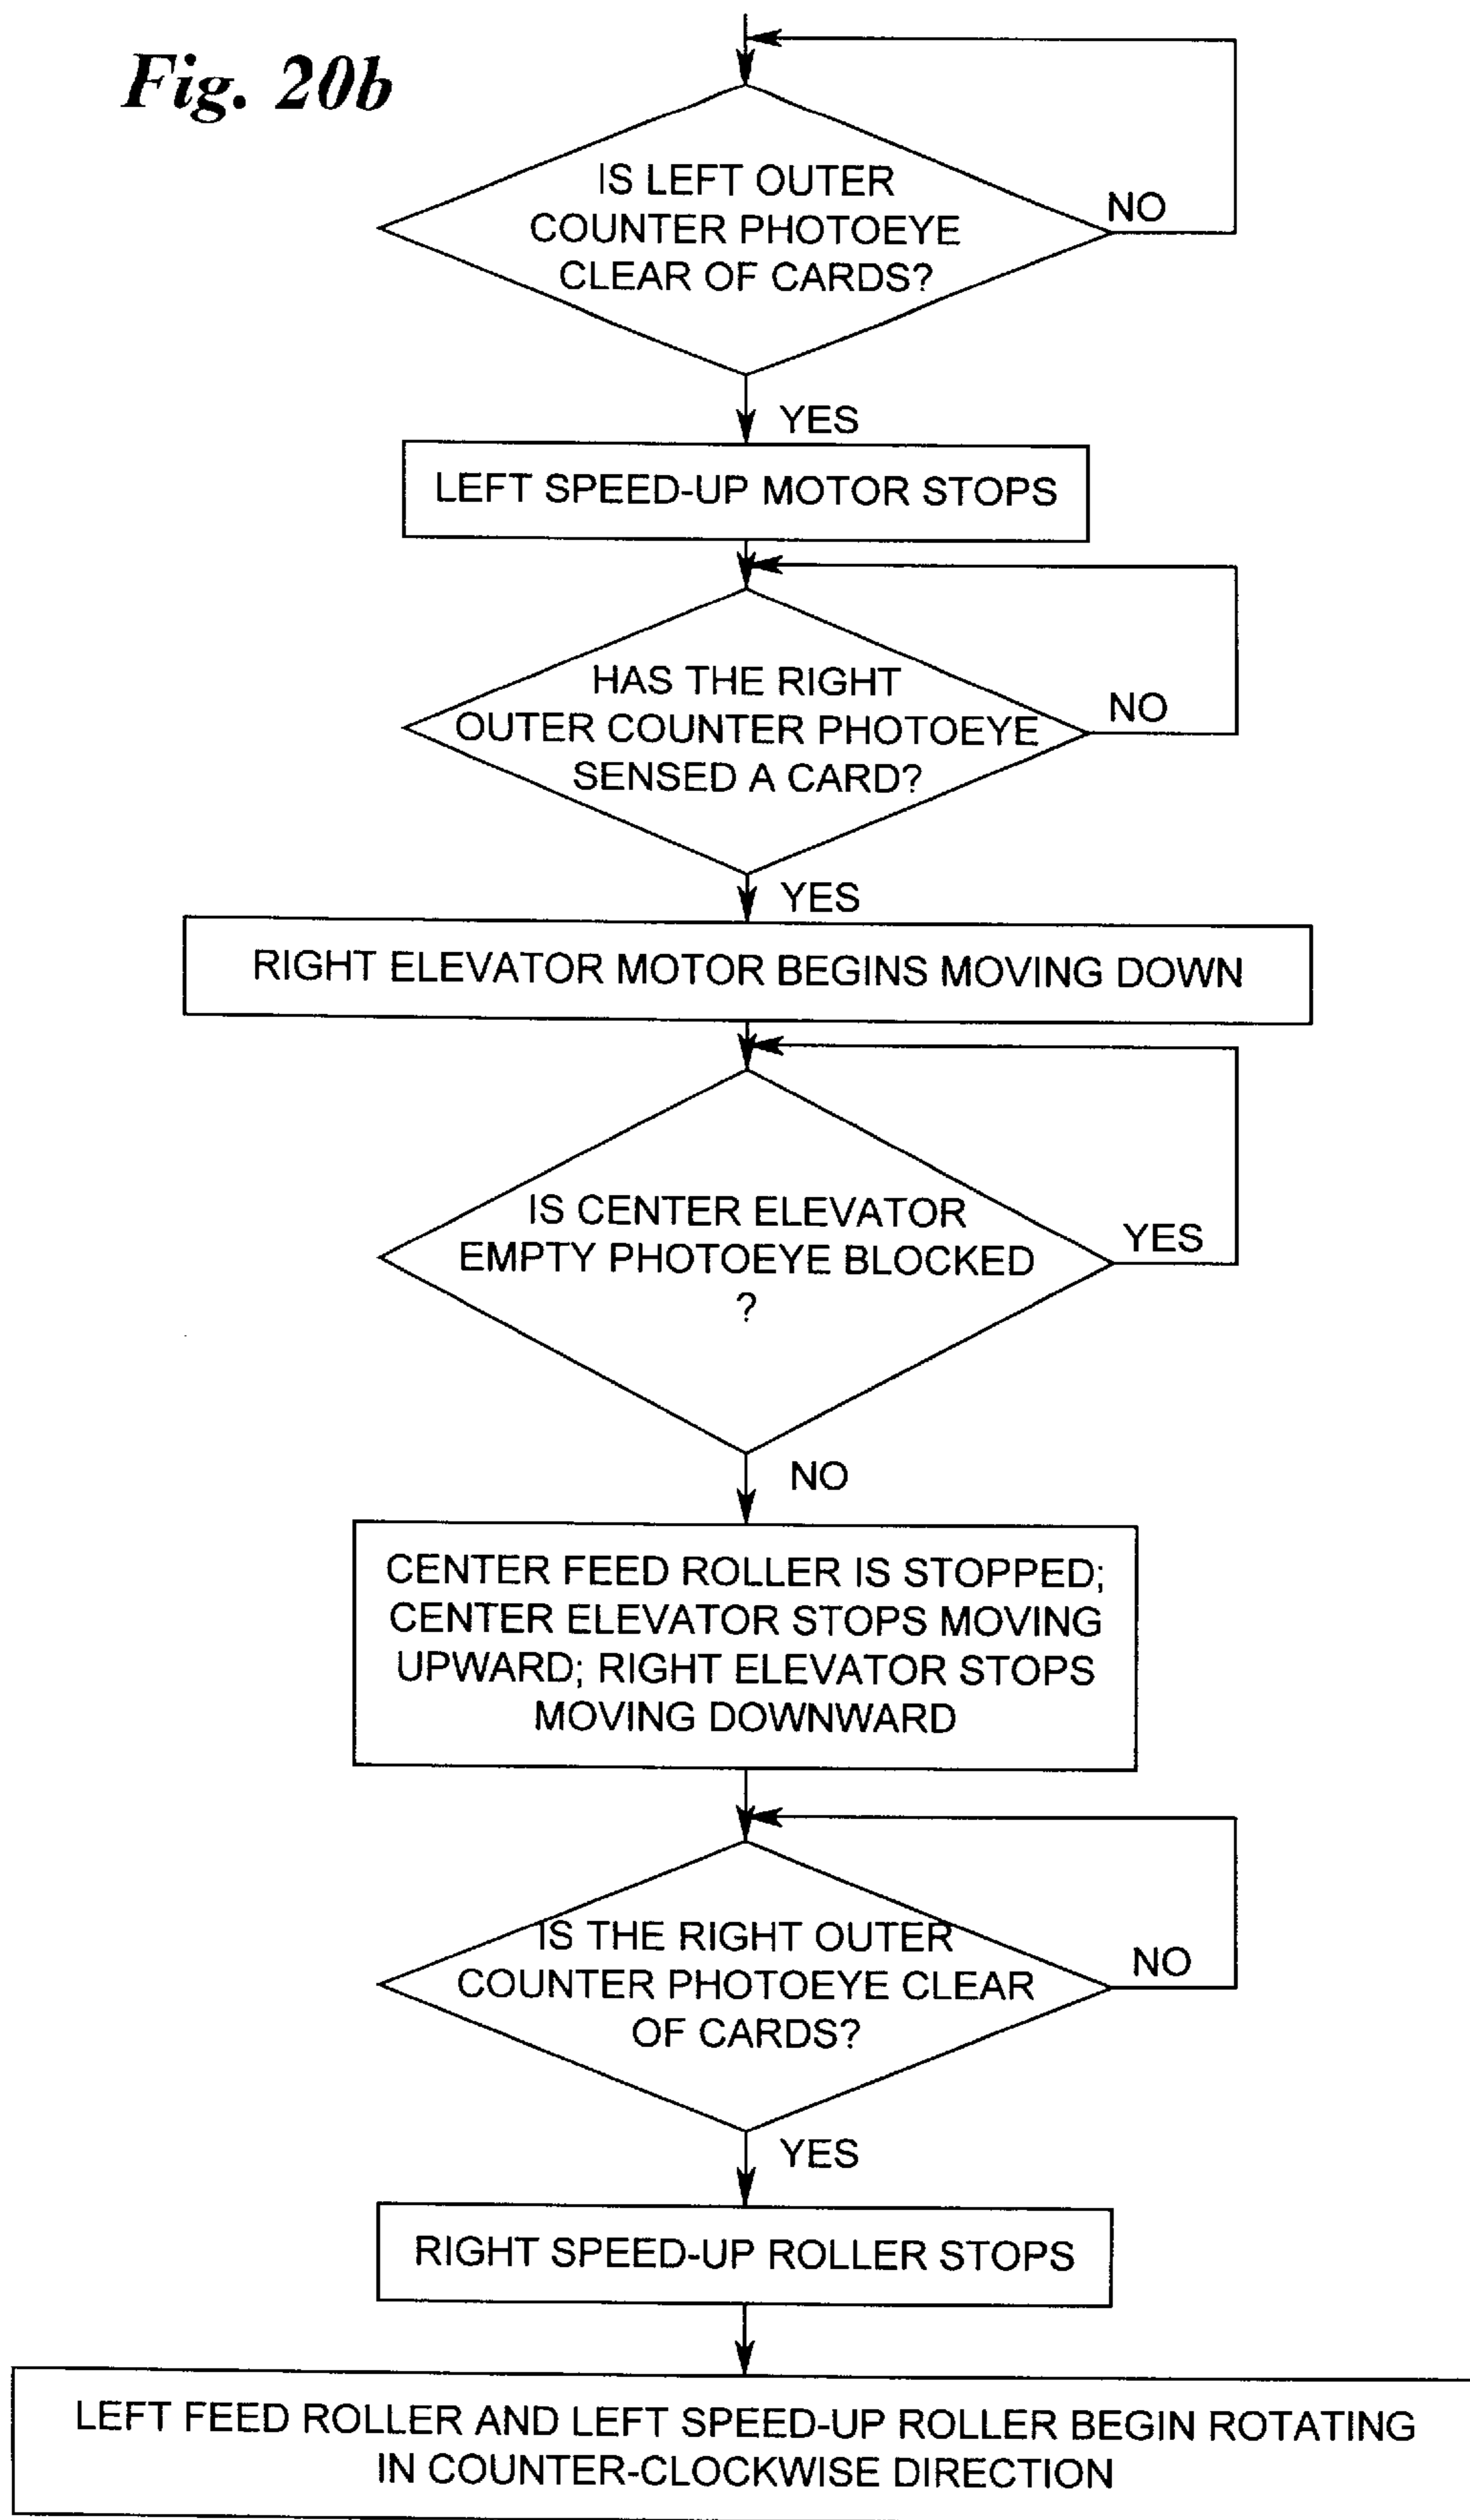 Fig. 20b
IS LEFT OUTER
COUNTER PHOTOEYE
CLEAR OF CARDS?
NO
YES
LEFT SPEED-UP MOTOR STOPS
HAS THE RIGHT
OUTER COUNTER PHOTOEYE
SENSED A CARD?
NO
YES
RIGHT ELEVATOR MOTOR BEGINS MOVING DOWN
IS CENTER ELEVATOR
EMPTY PHOTOEYE BLOCKED
?
YES
NO
CENTER FEED ROLLER IS STOPPED;
CENTER ELEVATOR STOPS MOVING
UPWARD; RIGHT ELEVATOR STOPS
MOVING DOWNWARD
IS THE RIGHT OUTER
COUNTER PHOTOEYE CLEAR
OF CARDS?
NO
YES
RIGHT SPEED-UP ROLLER STOPS
LEFT FEED ROLLER AND LEFT SPEED-UP ROLLER BEGIN ROTATING
IN COUNTER-CLOCKWISE DIRECTION